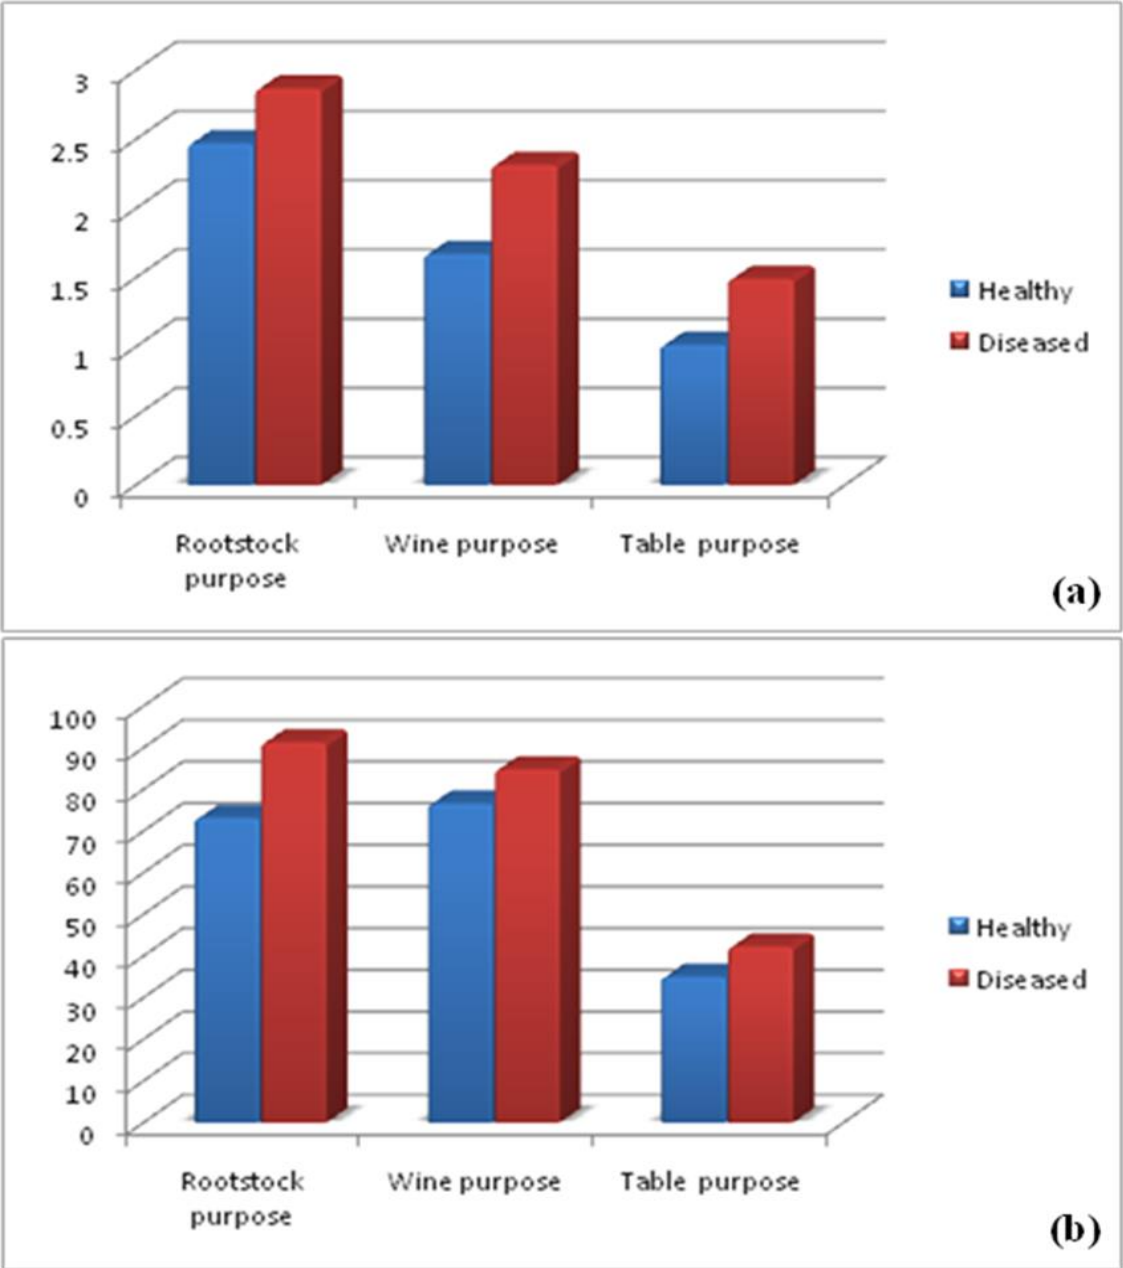 3
2.5
2
1.5
1
0.5
0
Rootstock
purpose
Wine purpose
Table purpose
Healthy
Diseased
(a)
100
90
80
70
60
50
40
30
20
10
0
Rootstock
purpose
Wine purpose
Table purpose
Healthy
Diseased
(b)